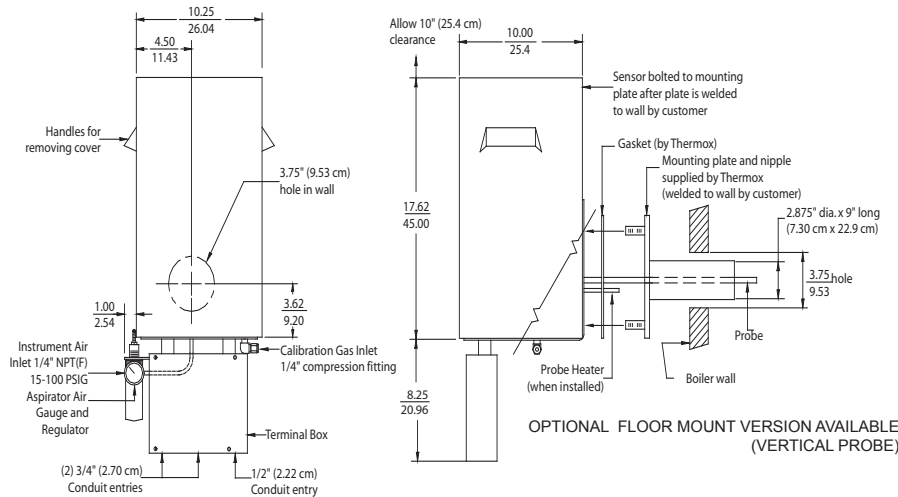 10.25
26.04
4.50
11.43
Handles for
removing cover
3.75" (9.53 cm)
hole in wall
1.00
2.54
3.62
9.20
Instrument Air
Inlet 1/4" NPT(F)
15-100 PSIG
Aspirator Air
Gauge and
Regulator
Calibration Gas Inlet
1/4" compression fitting
Terminal Box
(2) 3/4" (2.70 cm)
Conduit entries
1/2" (2.22 cm)
Conduit entry
Allow 10" (25.4 cm)
clearance
10.00
25.4
Sensor bolted to mounting
plate after plate is welded
to wall by customer
Gasket (by Thermox)
Mounting plate and nipple
supplied by Thermox
(welded to wall by customer)
17.62
45.00
2.875" dia. x 9" long
(7.30 cm x 22.9 cm)
3.75 hole
9.53
Probe
Probe Heater
(when installed)
Boiler wall
8.25
20.96
OPTIONAL FLOOR MOUNT VERSION AVAILABLE
(VERTICAL PROBE)